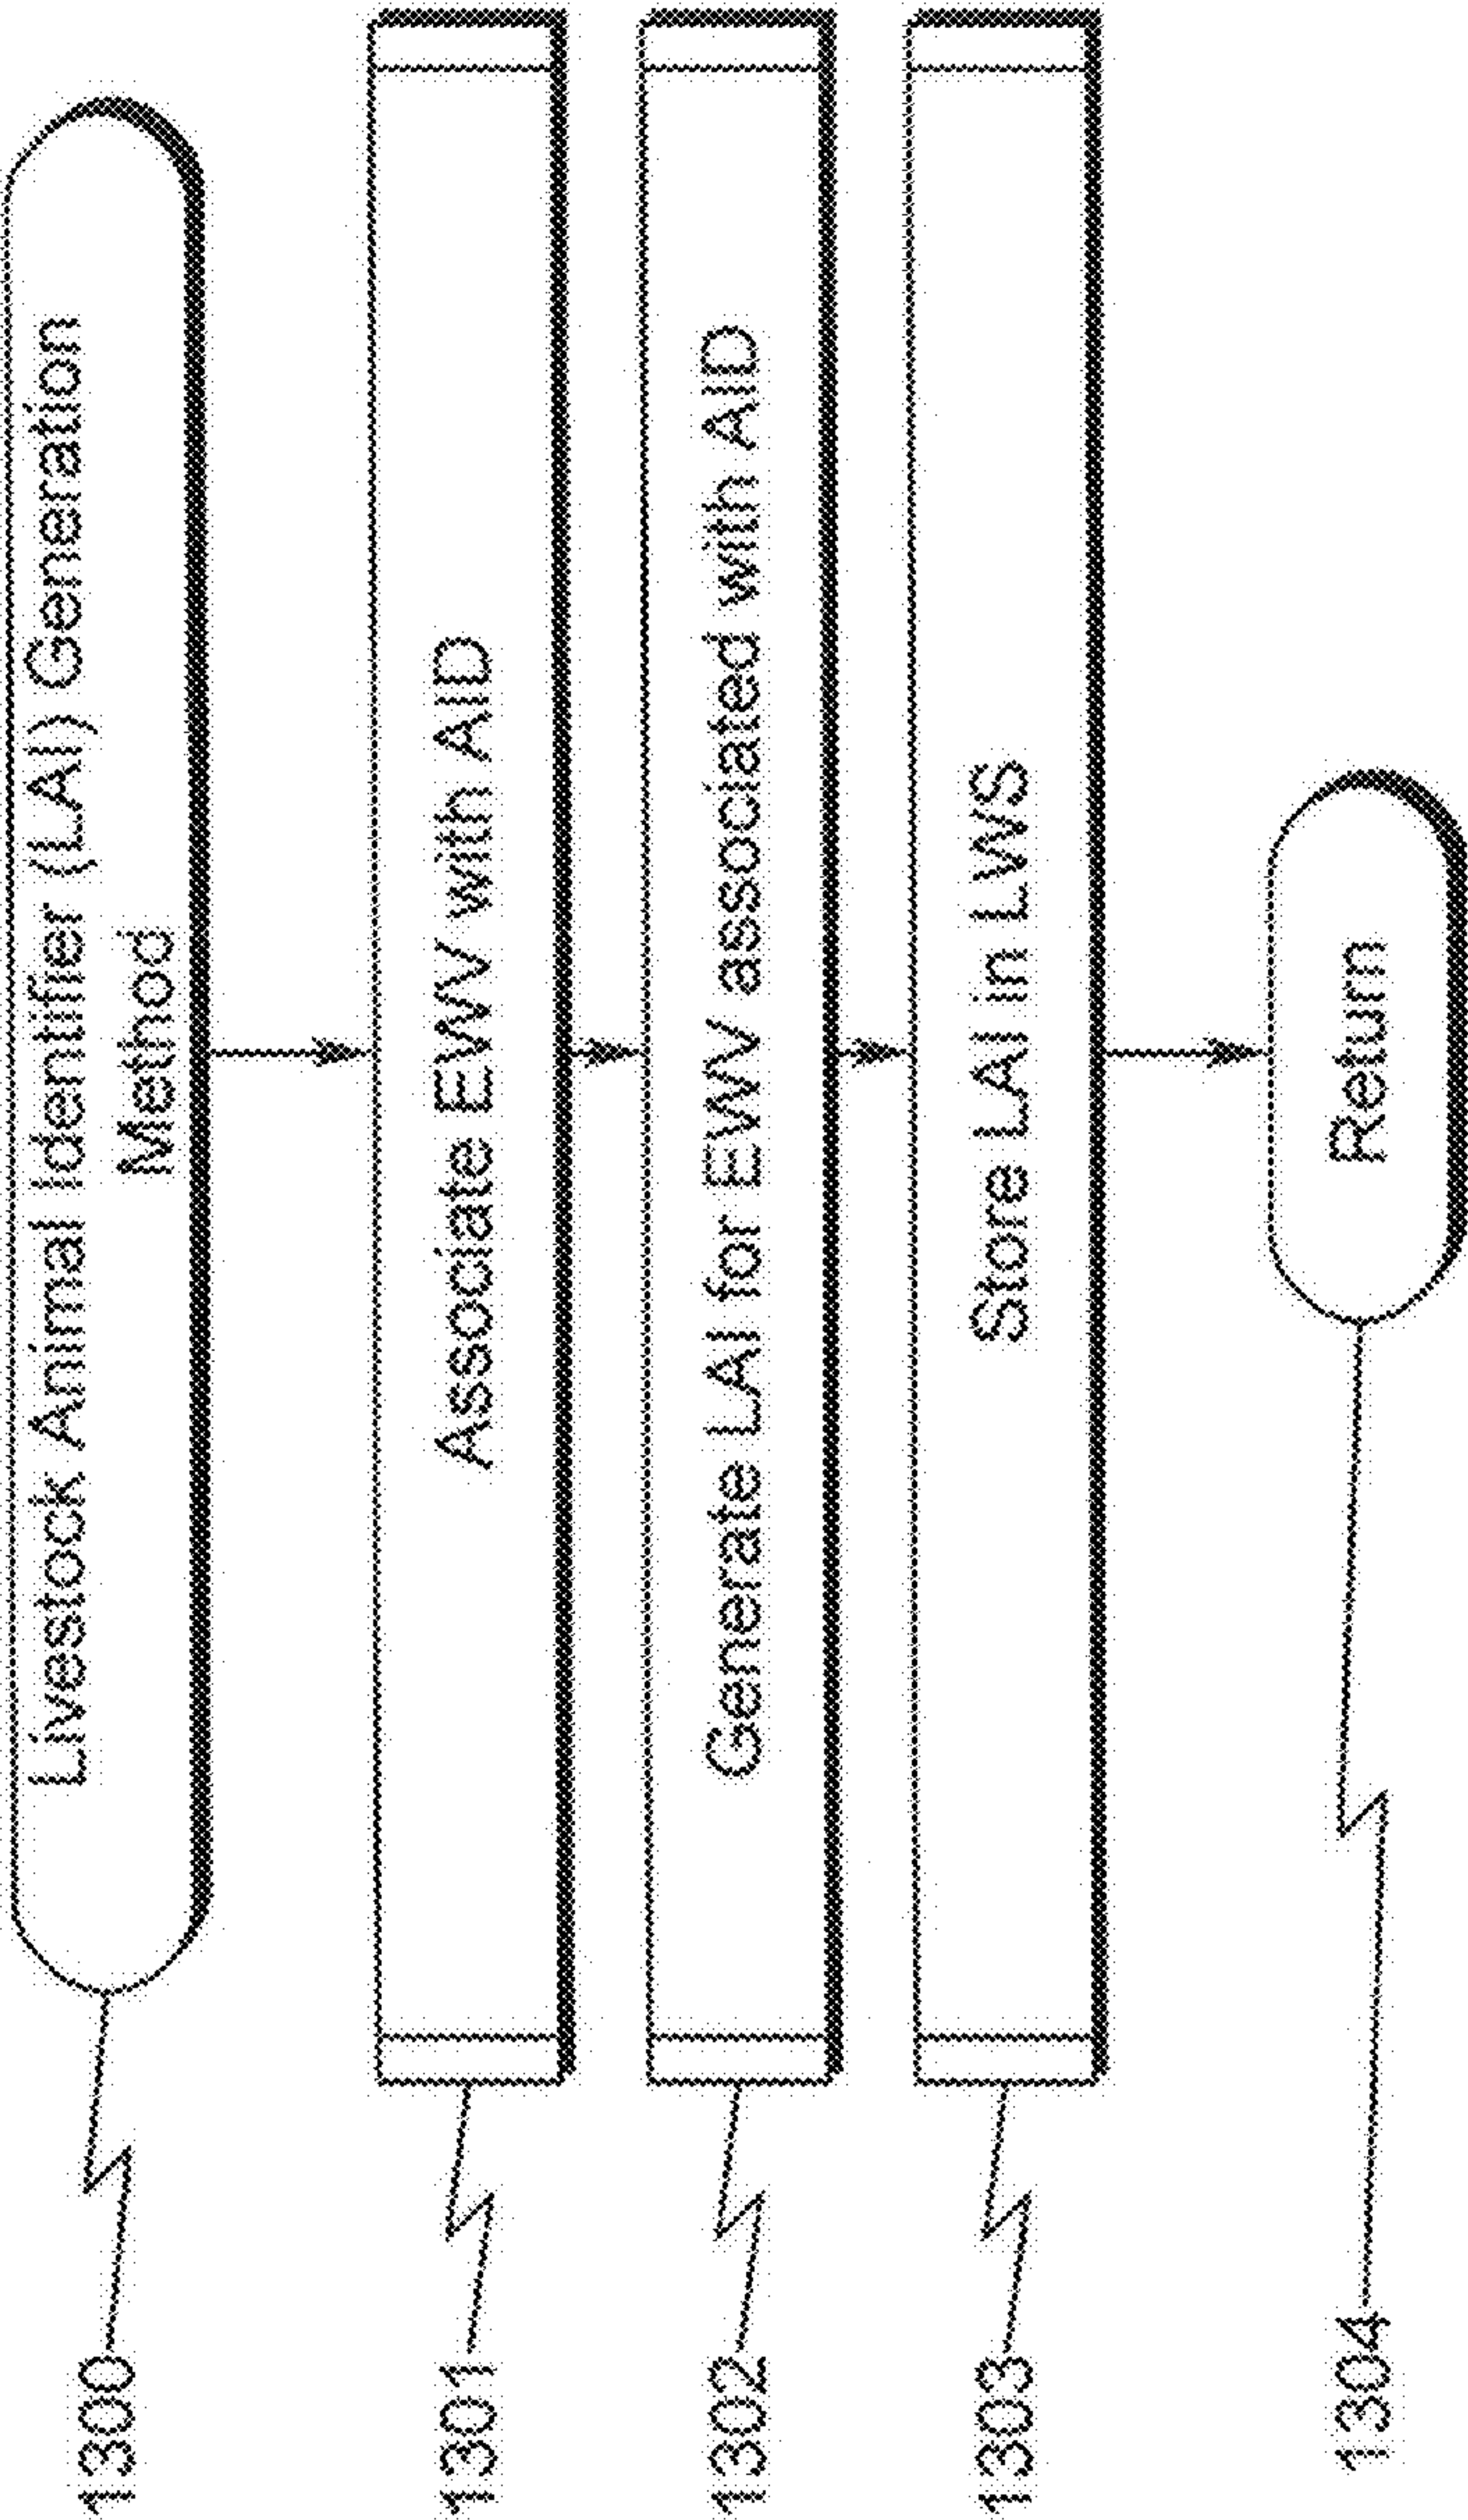 1300
Livestock Animal Identifier (LAI) Generation
Method
1301
Associate EWV with AID
1302
Generate LAI for EWV associated with AID
1303
Store LAI in LWS
1304
Return